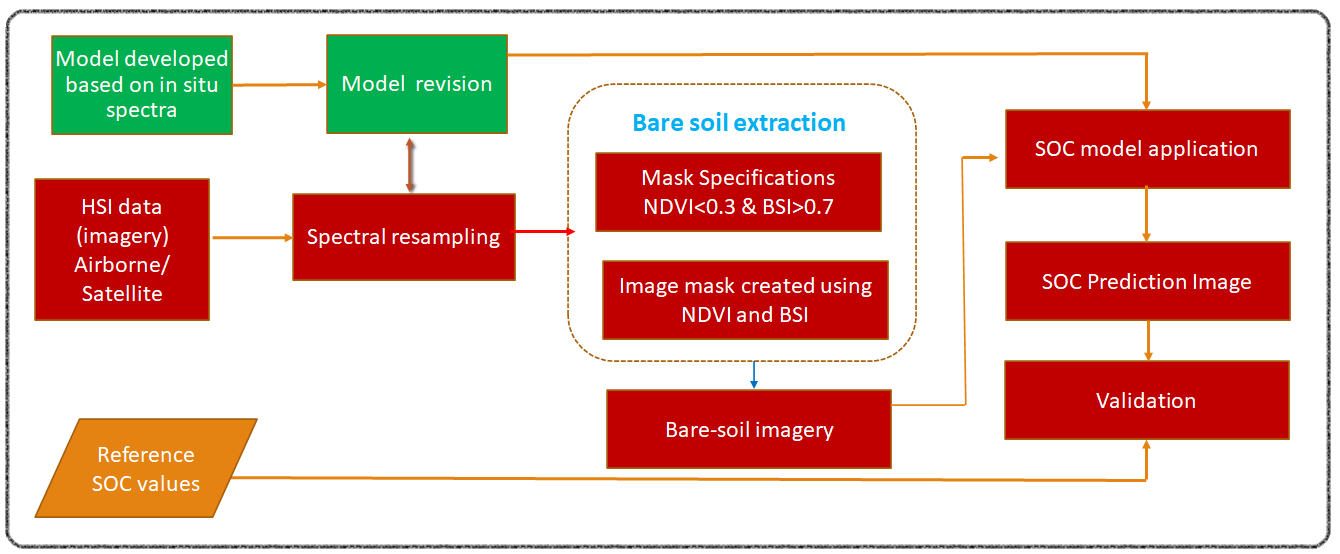 Model developed
based on in situ
spectra
Model revision
Bare soil extraction
Mask Specifications
NDVI<0.3 & BSI>0.7
SOC model application
HSI data
(imagery)
Airborne/
Satellite
Spectral resampling
Image mask created using
NDVI and BSI
SOC Prediction Image
Bare-soil imagery
Validation
Reference
SOC values